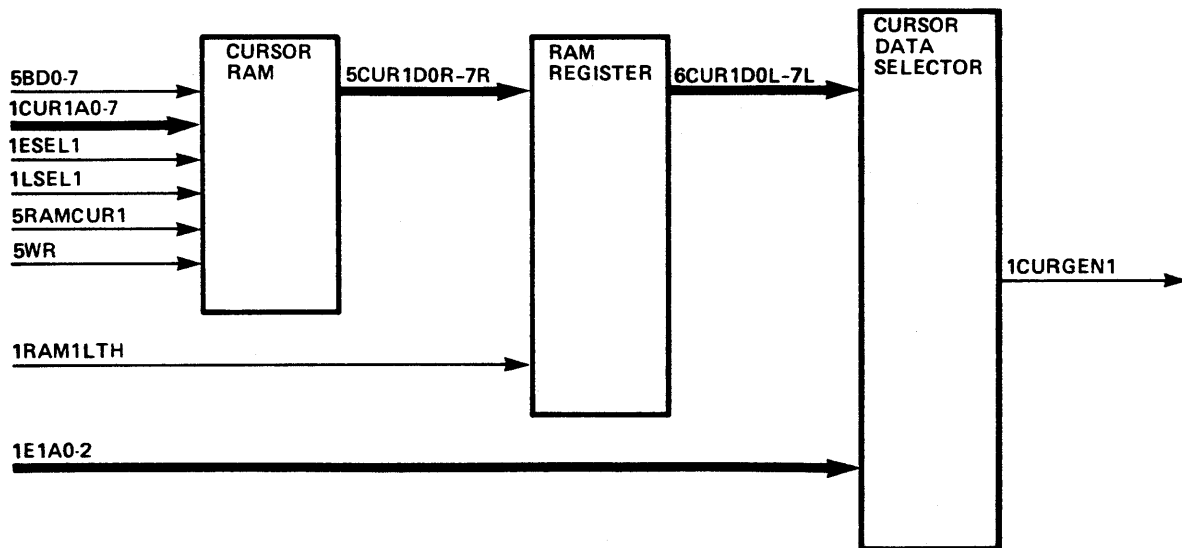 CURSOR
RAM
RAM
REGISTER
CURSOR
DATA
SELECTOR
5BD0-7
1CUR1A0-7
1ESEL1
1LSEL1
5RAMCUR1
5WR
5CUR1D0R-7R
6CUR1D0L-7L
1CURGEN1
1RAM1LTH
1E1A0-2